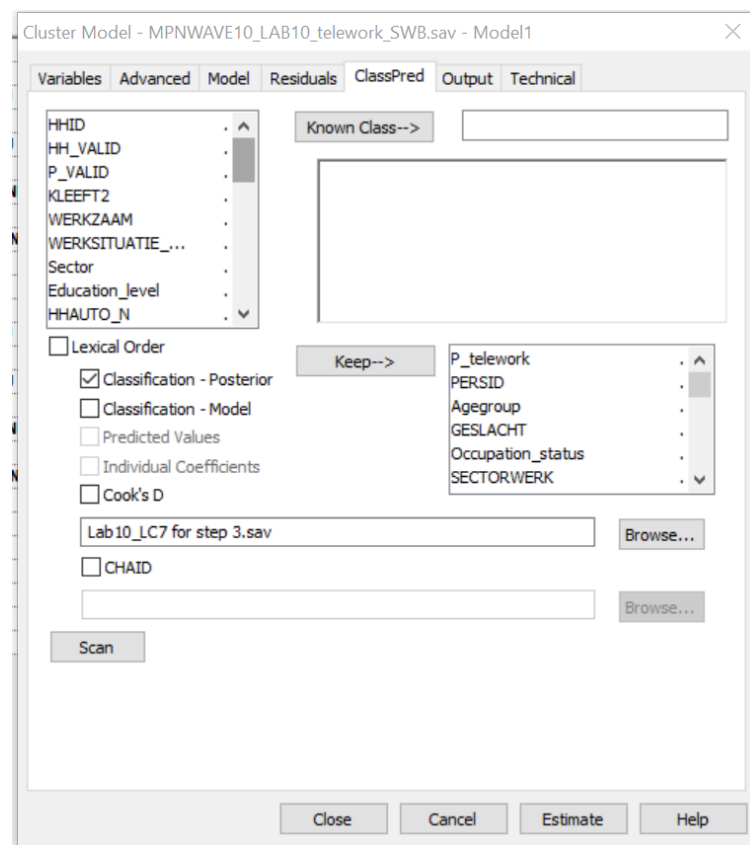 Cluster Model - MPNWAVE10_LAB10_telework_SWB.sav - Model1
Variables Advanced Model Residuals ClassPred Output Technical
HHID .
HH_VALID .
P_VALID .
KLEEFT2 .
WERKZAAM .
WERKSITUATIE_... .
Sector .
Education_level .
HHAUTO_N .
Known Class-->
Lexical Order
Classification - Posterior
Classification - Model
Predicted Values
Individual Coefficients
Cook's D
Keep-->
P_telework .
PERSID .
Agegroup .
GESLACHT .
Occupation_status .
SECTORWERK .
Lab10_LC7 for step 3.sav
Browse...
CHAID
Browse...
Scan
Close Cancel Estimate Help